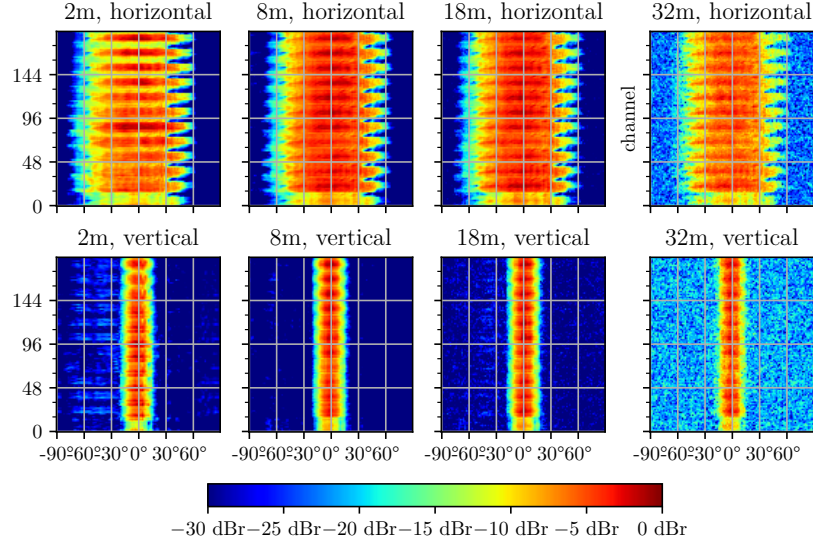 2m, horizontal 8m, horizontal 18m, horizontal 32m, horizontal
144
96
48
0
channel
2m, vertical 8m, vertical 18m, vertical 32m, vertical
144
96
48
0
-90°-60°-30° 0° 30°60° -90°-60°-30° 0° 30°60° -90°-60°-30° 0° 30°60° -90°-60°-30° 0° 30°60°
−30 dBr −25 dBr −20 dBr −15 dBr −10 dBr −5 dBr 0 dBr